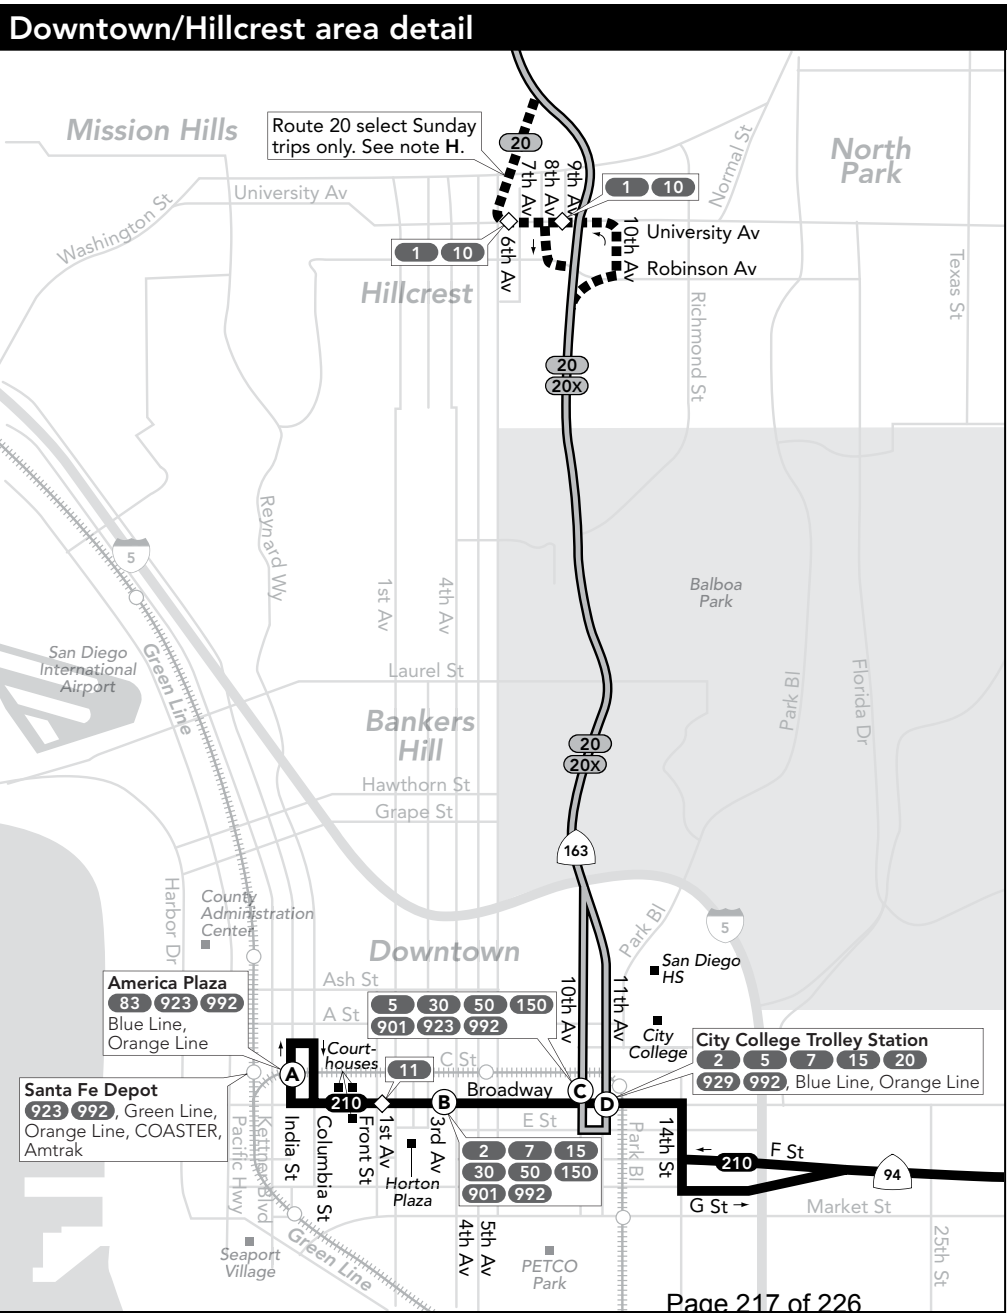 Downtown/Hillcrest area detail
Mission Hills
Route 20 select Sunday
trips only. See note H.
20
7th Av
8th Av
9th Av
1 10
Normal St
North
Park
University Av
Washington St
1 10
6th Av
10th Av
University Av
Robinson Av
Hillcrest
Richmond St
Texas St
20
20X
Reynard Wy
5
1st Av
4th Av
Balboa
Park
San Diego
International
Airport
Green Line
Laurel St
Park Bl
Florida Dr
Bankers
Hill
20
20X
Hawthorn St
Grape St
163
Harbor Dr
County
Administration
Center
Park Bl
5
Downtown
San Diego
HS
Ash St
A St
10th Av
11th Av
City
College
America Plaza
83 923 992
Blue Line,
Orange Line
5 30 50 150
901 923 992
City College Trolley Station
2 5 7 15 20
929 992, Blue Line, Orange Line
Court-
houses
C St
11
A
Santa Fe Depot
923 992, Green Line,
Orange Line, COASTER,
Amtrak
210
B
Broadway
C
D
E St
Pacific Hwy
Kettner Blvd
India St
Columbia St
Front St
1st Av
3rd Av
Horton
Plaza
2 7 15
30 50 150
901 992
Park Bl
14th St
210
F St
94
G St
Market St
4th Av
5th Av
Green Line
Seaport
Village
PETCO
Park
25th St
Page 217 of 226